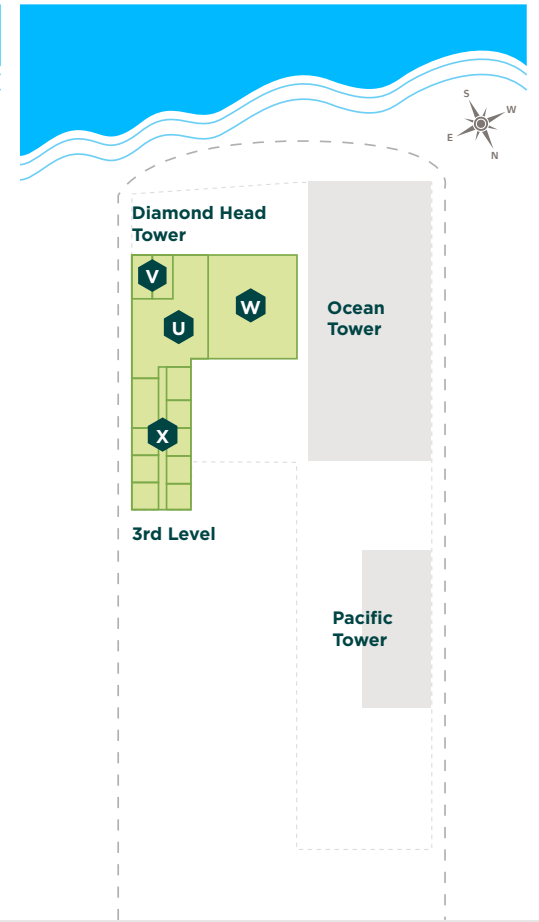 S
W
E
N
Diamond Head
Tower
V
W
U
Ocean
Tower
X
3rd Level
Pacific
Tower